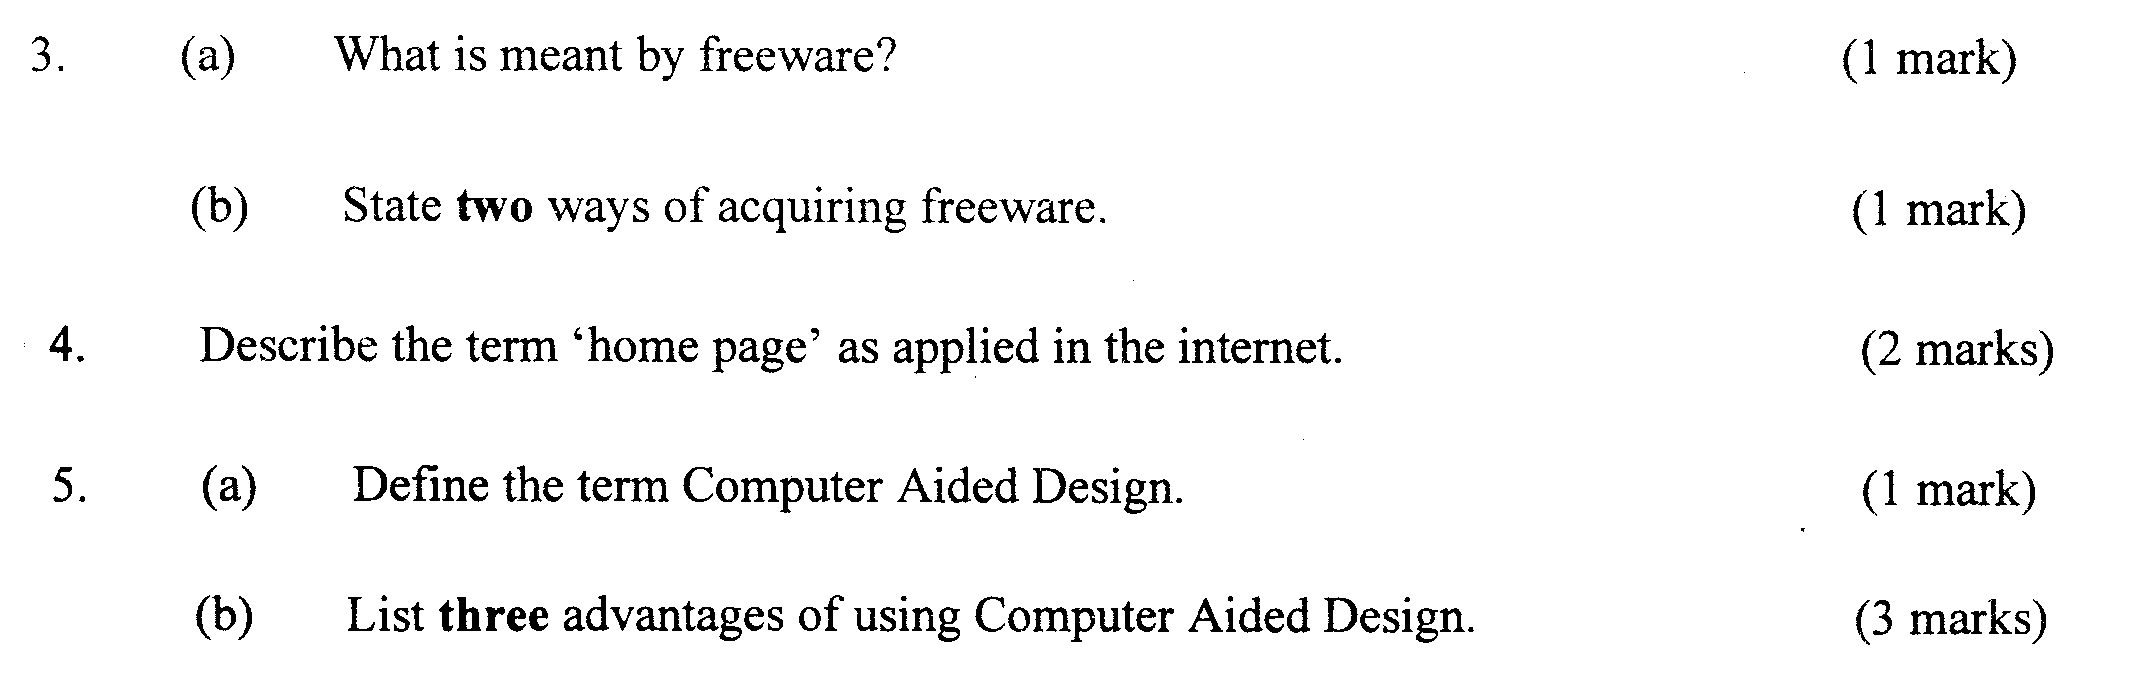 3. (a) What is meant by freeware? (1 mark)
(b) State two ways of acquiring freeware. (1 mark)
4. Describe the term ‘home page’ as applied in the internet. (2 marks)
5. (a) Define the term Computer Aided Design. (1 mark)
(b) List three advantages of using Computer Aided Design. (3 marks)